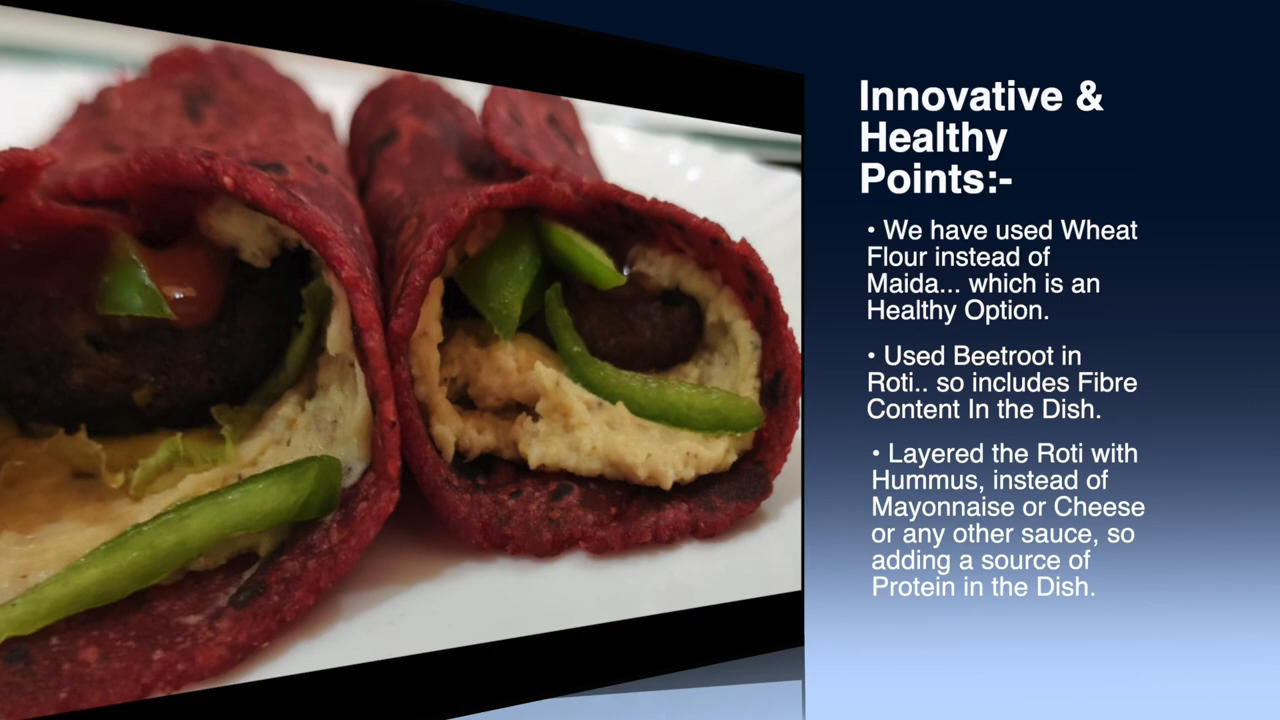 Innovative &
Healthy
Points:-
• We have used Wheat
Flour instead of
Maida... which is an
Healthy Option.
• Used Beetroot in
Roti.. so includes Fibre
Content In the Dish.
• Layered the Roti with
Hummus, instead of
Mayonnaise or Cheese
or any other sauce, so
adding a source of
Protein in the Dish.